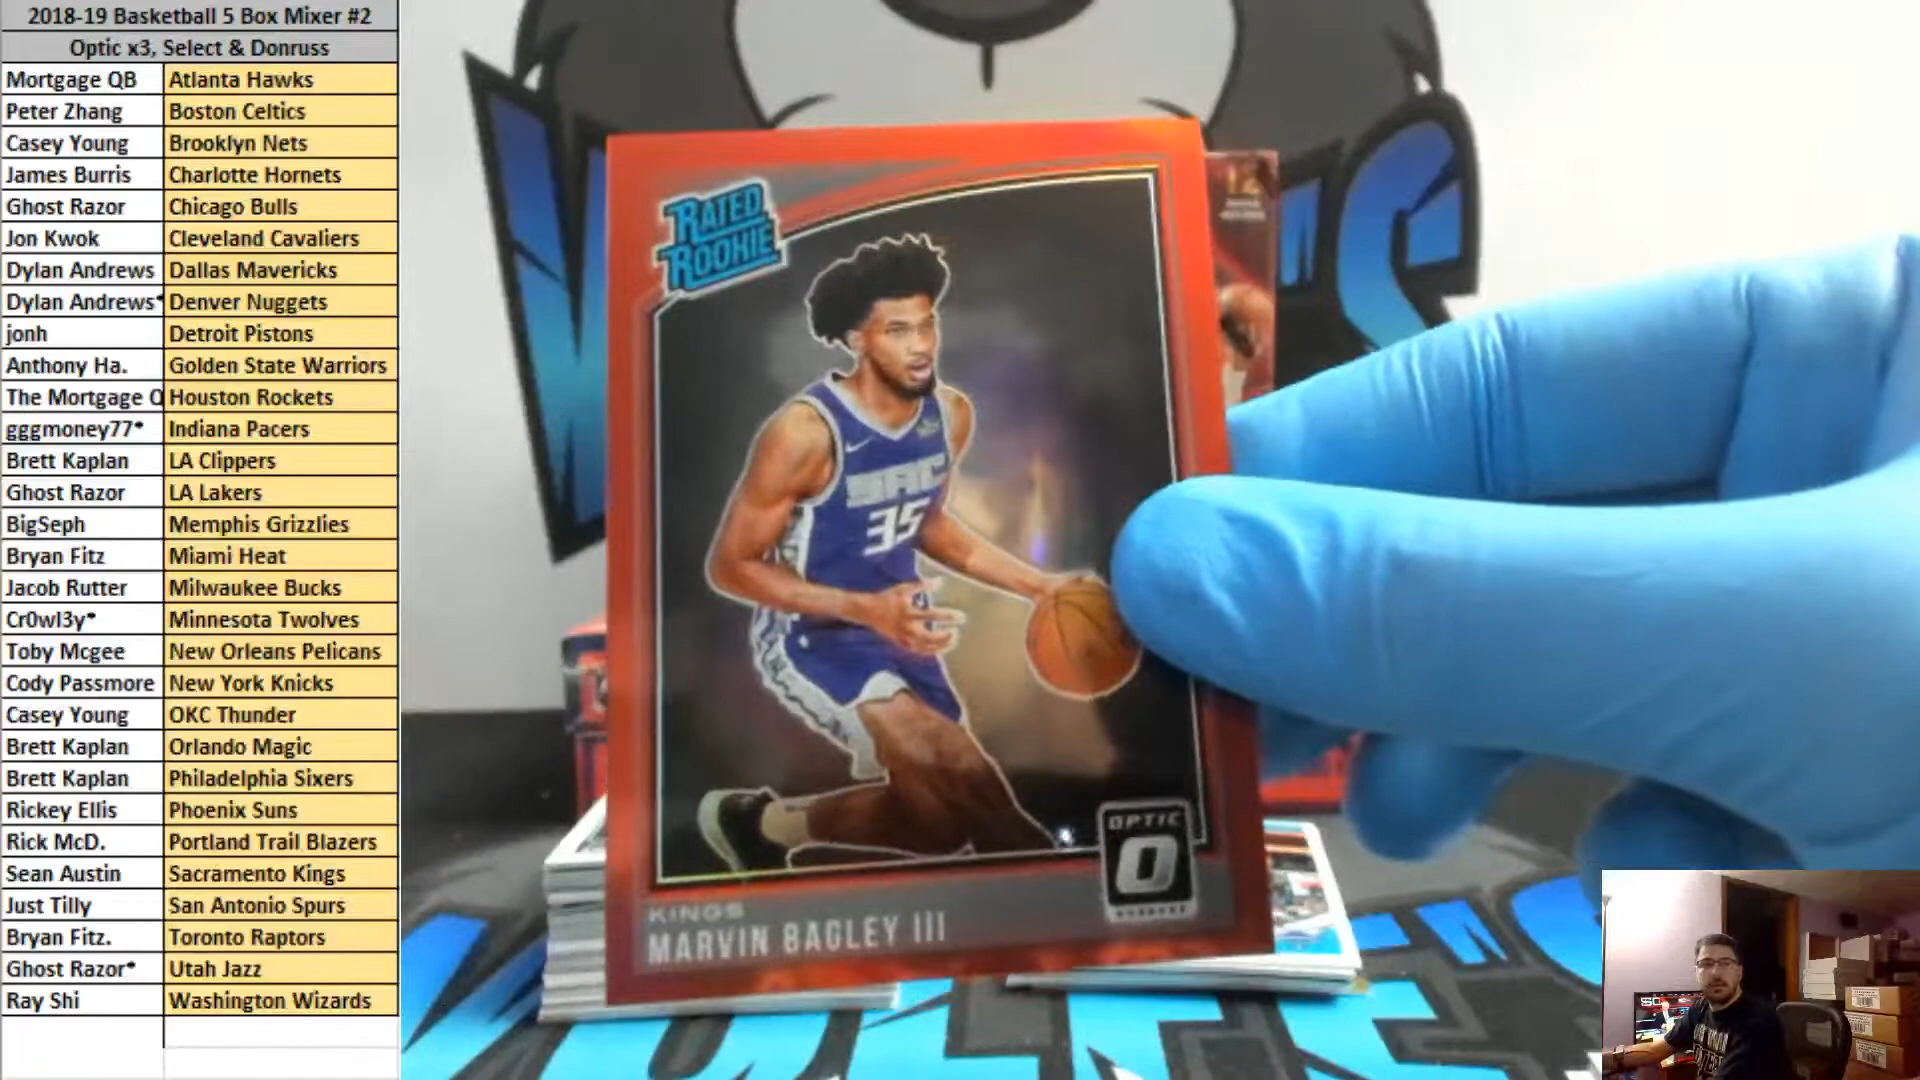 2018-19 Basketball 5 Box Mixer #2
Optic x3, Select & Donruss
Mortgage QB Atlanta Hawks
Peter Zhang Boston Celtics
Casey Young Brooklyn Nets
James Burris Charlotte Hornets
Ghost Razor Chicago Bulls
Jon Kwok Cleveland Cavaliers
Dylan Andrews Dallas Mavericks
Dylan Andrews* Denver Nuggets
jonh Detroit Pistons
Anthony Ha. Golden State Warriors
The Mortgage Q Houston Rockets
gggmoney77* Indiana Pacers
Brett Kaplan LA Clippers
Ghost Razor LA Lakers
BigSeph Memphis Grizzlies
Bryan Fitz Miami Heat
Jacob Rutter Milwaukee Bucks
Cr0wl3y* Minnesota Twolves
Toby Mcgee New Orleans Pelicans
Cody Passmore New York Knicks
Casey Young OKC Thunder
Brett Kaplan Orlando Magic
Brett Kaplan Philadelphia Sixers
Rickey Ellis Phoenix Suns
Rick McD. Portland Trail Blazers
Sean Austin Sacramento Kings
Just Tilly San Antonio Spurs
Bryan Fitz. Toronto Raptors
Ghost Razor* Utah Jazz
Ray Shi Washington Wizards
RATED
ROOKIE
SAC
35
OPTIC
O
DONRUSS
KINGS
MARVIN BAGLEY III